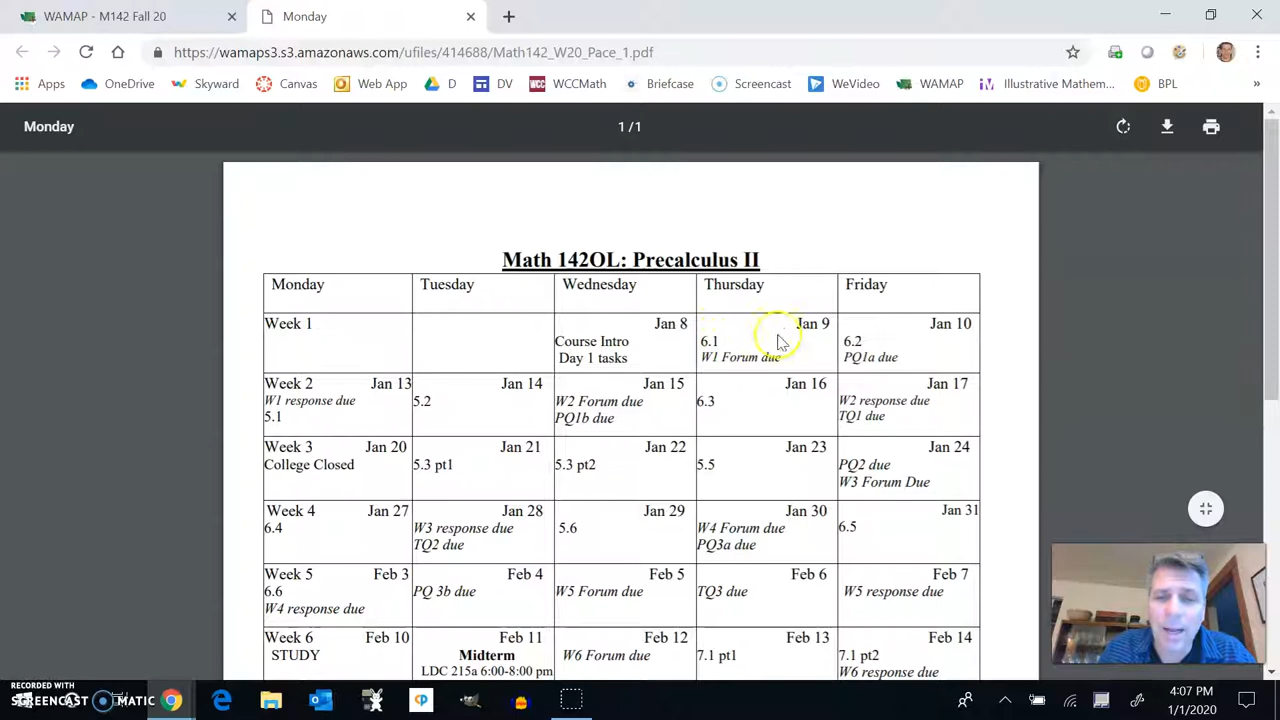 WAMAP - M142 Fall 20
Monday
https://wamaps3.s3.amazonaws.com/ufiles/414688/Math142_W20_Pace_1.pdf
Apps OneDrive Skyward Canvas Web App D DV WCCMath Briefcase Screencast WeVideo WAMAP Illustrative Mathem... BPL »
Monday 1 / 1
Math 142OL: Precalculus II
Monday Tuesday Wednesday Thursday Friday
Week 1 Jan 8 Jan 9 Jan 10
Course Intro 6.1 6.2
Day 1 tasks W1 Forum due PQ1a due
Week 2 Jan 13 Jan 14 Jan 15 Jan 16 Jan 17
W1 response due 5.2 W2 Forum due 6.3 W2 response due
5.1 PQ1b due TQ1 due
Week 3 Jan 20 Jan 21 Jan 22 Jan 23 Jan 24
College Closed 5.3 pt1 5.3 pt2 5.5 PQ2 due
W3 Forum Due
Week 4 Jan 27 Jan 28 Jan 29 Jan 30 Jan 31
6.4 W3 response due 5.6 W4 Forum due 6.5
TQ2 due PQ3a due
Week 5 Feb 3 Feb 4 Feb 5 Feb 6 Feb 7
6.6 PQ 3b due W5 Forum due TQ3 due W5 response due
W4 response due
Week 6 Feb 10 Feb 11 Feb 12 Feb 13 Feb 14
STUDY Midterm W6 Forum due 7.1 pt1 7.1 pt2
LDC 215a 6:00-8:00 pm W6 response due
RECORDED WITH
SCREENCAST MATIC
4:07 PM
1/1/2020